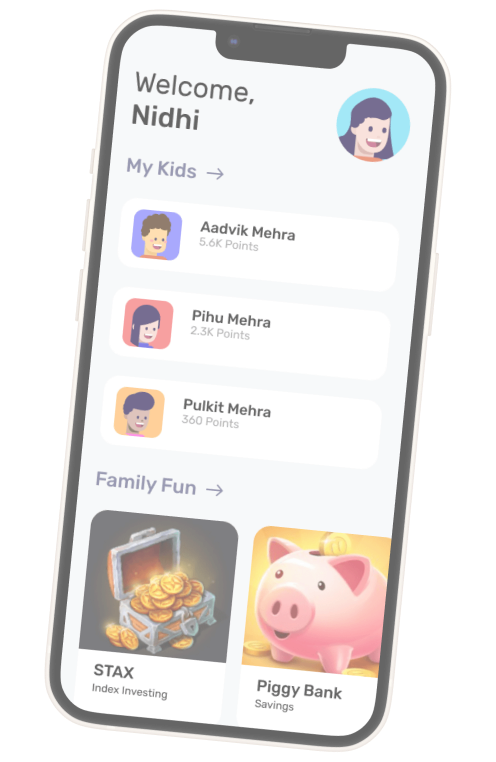 Welcome,
Nidhi
My Kids →
Aadvik Mehra
5.6K Points
Pihu Mehra
2.3K Points
Pulkit Mehra
360 Points
Family Fun →
STAX
Index Investing
Piggy Bank
Savings